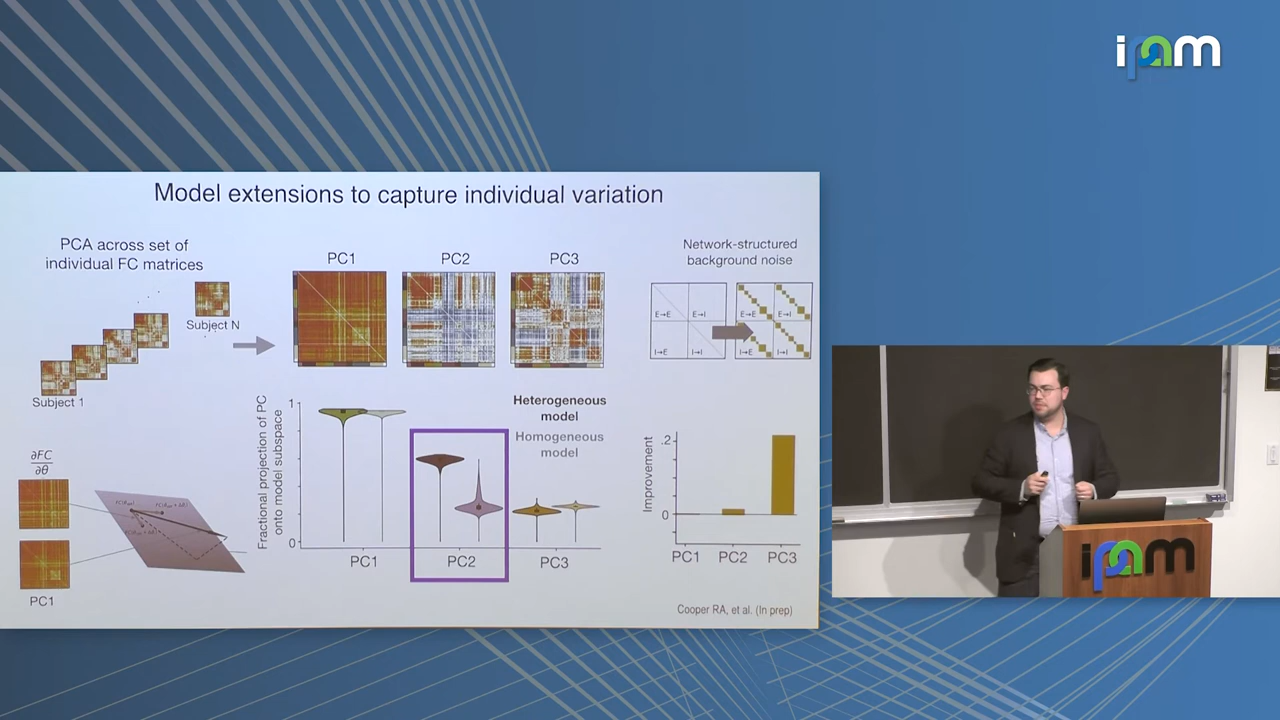 ipam
Model extensions to capture individual variation
PCA across set of
individual FC matrices
Subject N
Subject 1
PC1
PC2
PC3
Network-structured
background noise
E→E
E→I
I→E
I→I
E→E
E→I
I→E
I→I
∂FC
∂θ
PC1
Fractional projection of PC
onto model subspace
1
0
Heterogeneous
model
Homogeneous
model
PC1
PC2
PC3
Improvement
.2
0
PC1
PC2
PC3
Cooper RA, et al. (In prep)
ipam